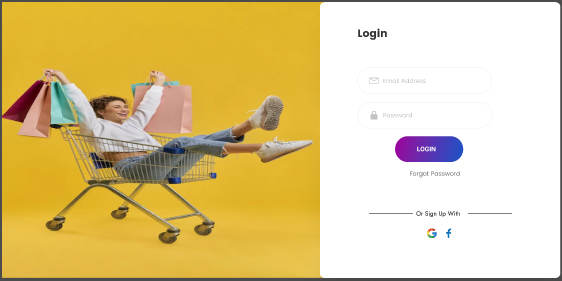 Login
Email Address
Password
LOGIN
Forgot Password
Or Sign Up With